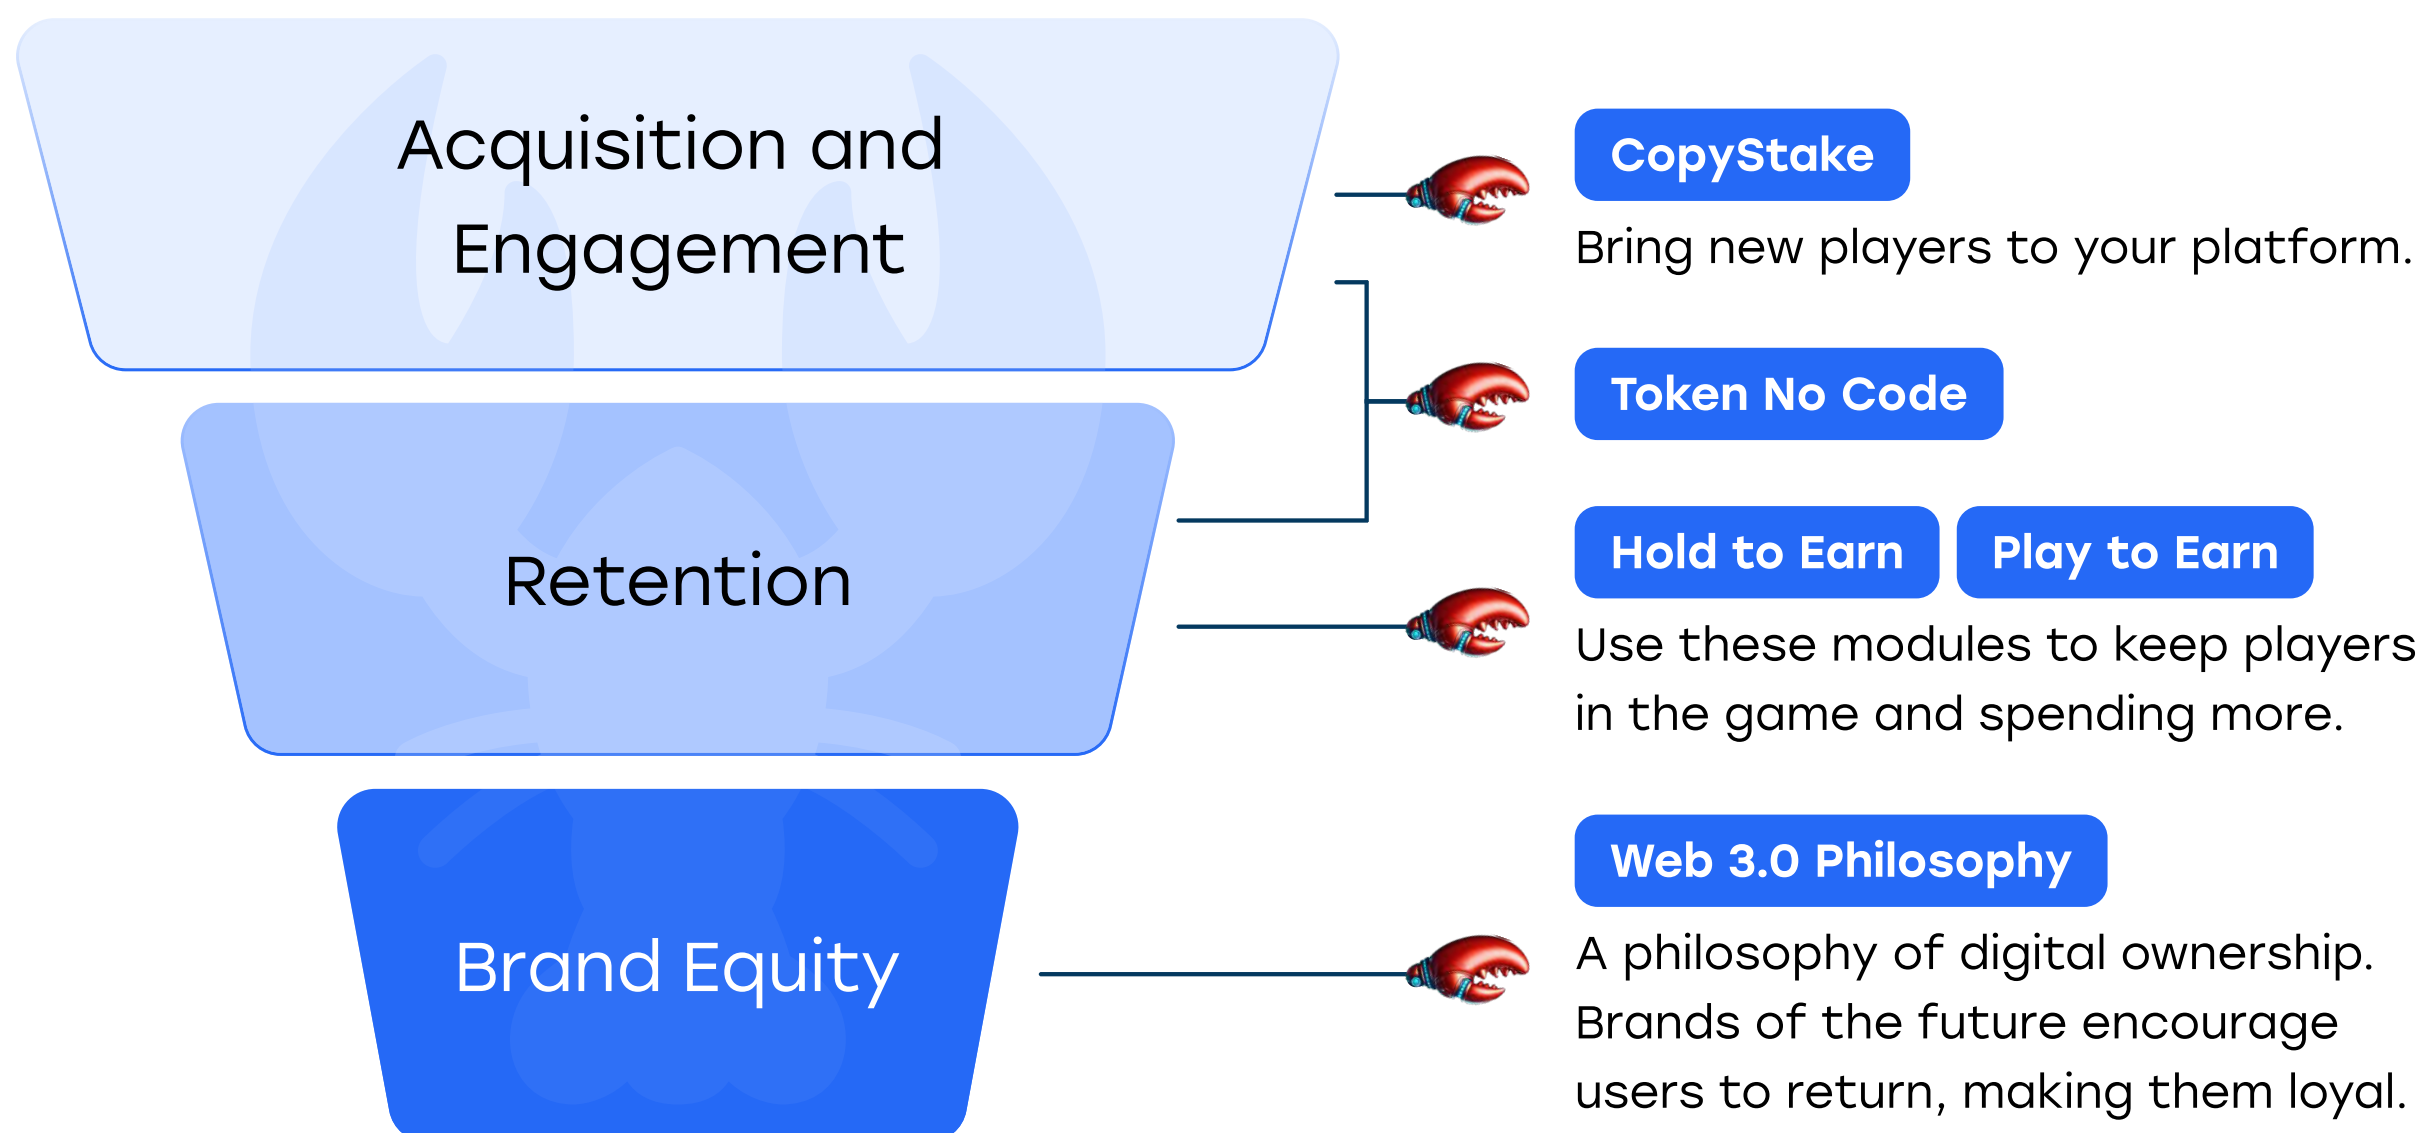 Acquisition and
Engagement
CopyStake
Bring new players to your platform.
Token No Code
Retention
Hold to Earn
Play to Earn
Use these modules to keep players
in the game and spending more.
Brand Equity
Web 3.0 Philosophy
A philosophy of digital ownership.
Brands of the future encourage
users to return, making them loyal.